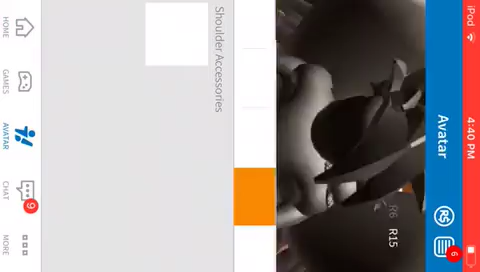 iPod
4:40 PM
Avatar
R$
6
R6
R15
Shoulder Accessories
HOME
GAMES
AVATAR
CHAT
9
MORE